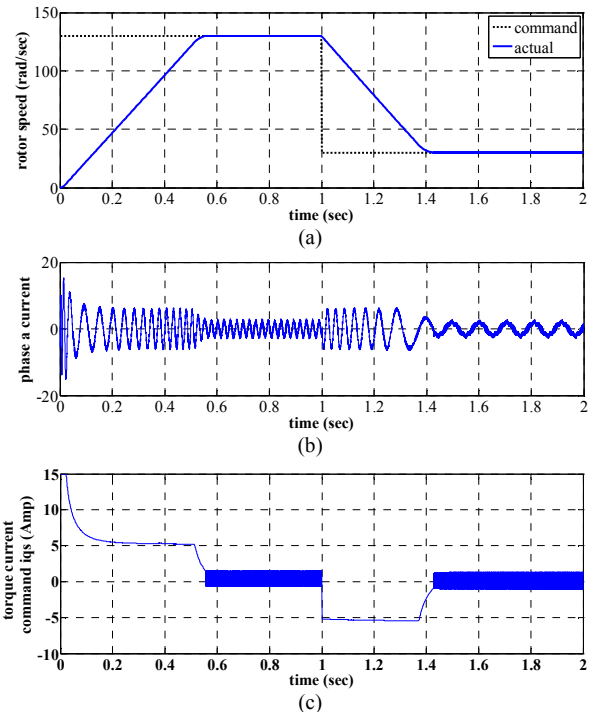 150
100
50
0
rotor speed (rad/sec)
command
actual
0 0.2 0.4 0.6 0.8 1 1.2 1.4 1.6 1.8 2
time (sec)
(a)
20
0
-20
phase a current
0 0.2 0.4 0.6 0.8 1 1.2 1.4 1.6 1.8 2
time (sec)
(b)
15
10
5
0
-5
-10
torque current
command iqs (Amp)
0 0.2 0.4 0.6 0.8 1 1.2 1.4 1.6 1.8 2
time (sec)
(c)